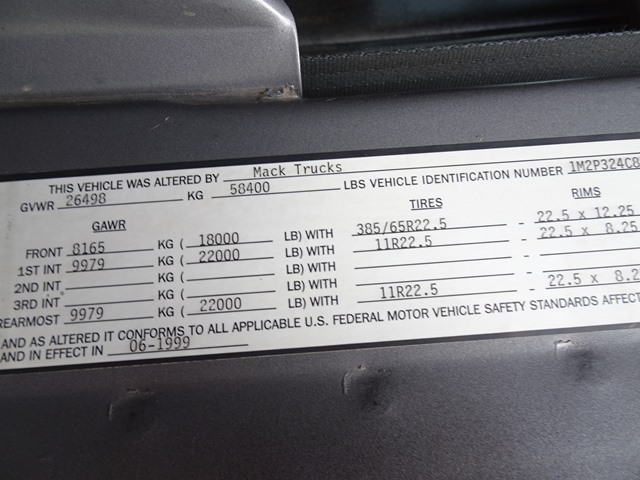 THIS VEHICLE WAS ALTERED BY Mack Trucks
GVWR 26498 KG 58400 LBS VEHICLE IDENTIFICATION NUMBER 1M2P324C8
GAWR TIRES RIMS
FRONT 8165 KG ( 18000 LB) WITH 385/65R22.5 - 22.5 x 12.25
1ST INT 9979 KG ( 22000 LB) WITH 11R22.5 - 22.5 x 8.25
2ND INT KG ( LB) WITH -
3RD INT KG ( LB) WITH -
REARMOST 9979 KG ( 22000 LB) WITH 11R22.5 - 22.5 x 8.2
AND AS ALTERED IT CONFORMS TO ALL APPLICABLE U.S. FEDERAL MOTOR VEHICLE SAFETY STANDARDS AFFECT
AND IN EFFECT IN 06-1999